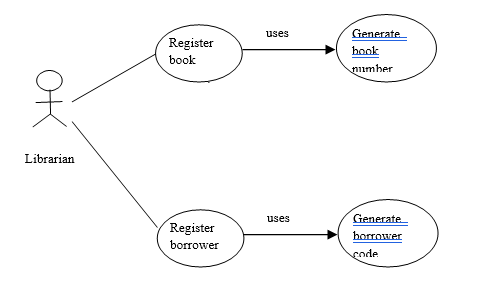 Register
book
uses
Generate
book
number
Librarian
Register
borrower
uses
Generate
borrower
code